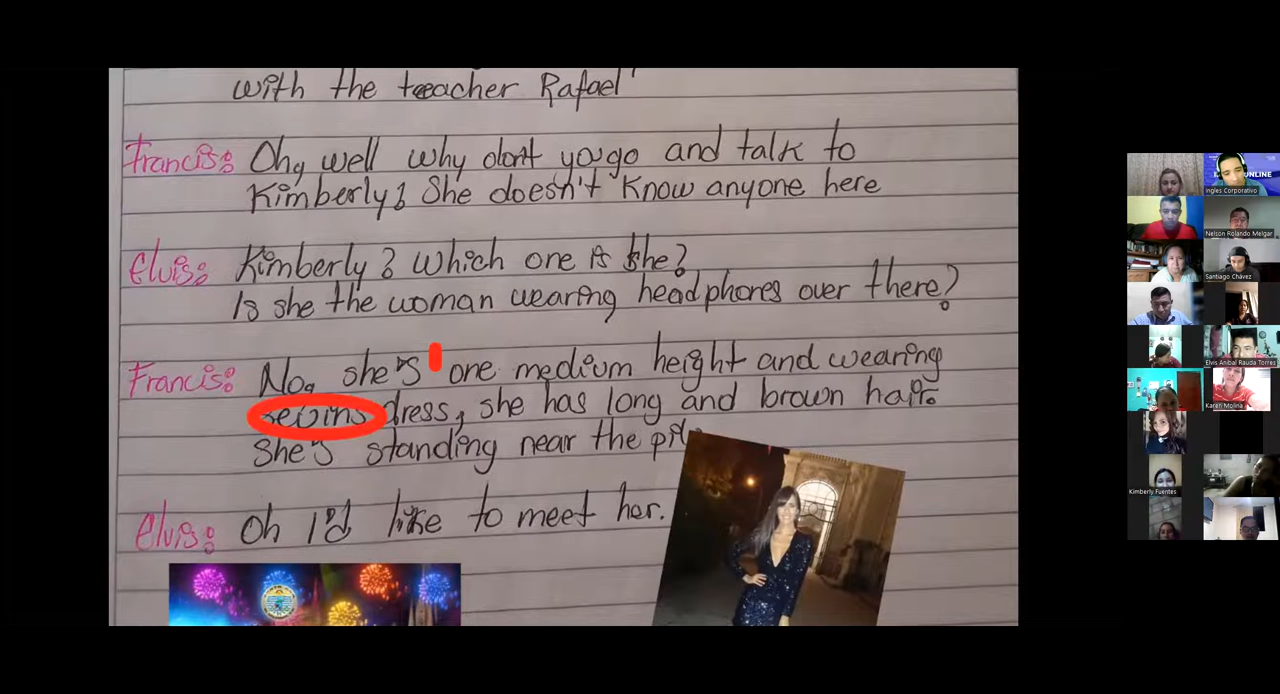 with the teacher Rafael"
Francis: Oh, well why don't you go and talk to
Kimberly? She doesn't know anyone here
Elvis: Kimberly? Which one is she?
Is she the woman wearing headphones over there?
Francis: No, she's one medium height and wearing
dress, she has long and brown hair.
She's standing near the
Elvis: Oh I'd like to meet her.
Ingles Corporativo
ONLINE
Nelson Rolando Melgar
Santiago Chávez
Elvis Anibal Rauda Torres
Karen Molina
Kimberly Fuentes